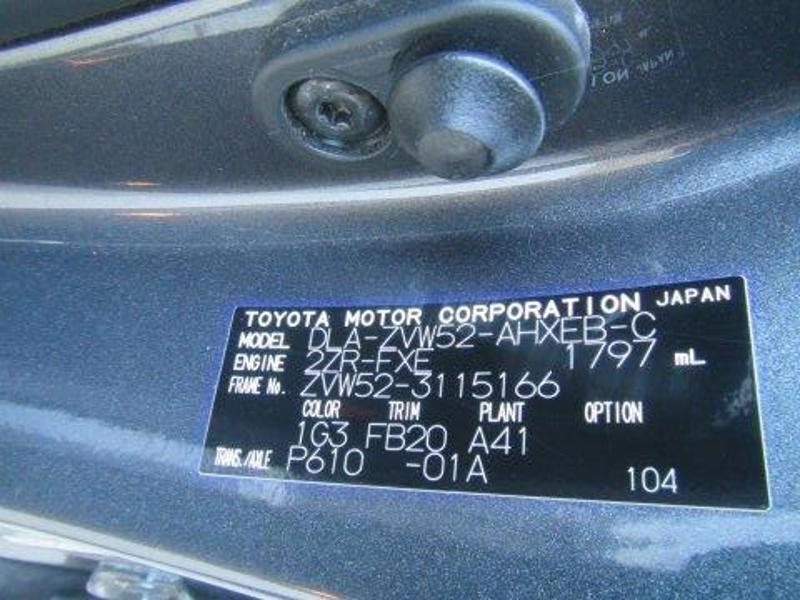 TOYOTA MOTOR CORPORATION JAPAN
MODEL DLA-ZVW52-AHXEB-C
ENGINE 2ZR-FXE 1797 mL
FRAME No. ZVW52-3115166
COLOR TRIM PLANT OPTION
1G3 FB20 A41
TRANS./AXLE P610 -01A 104